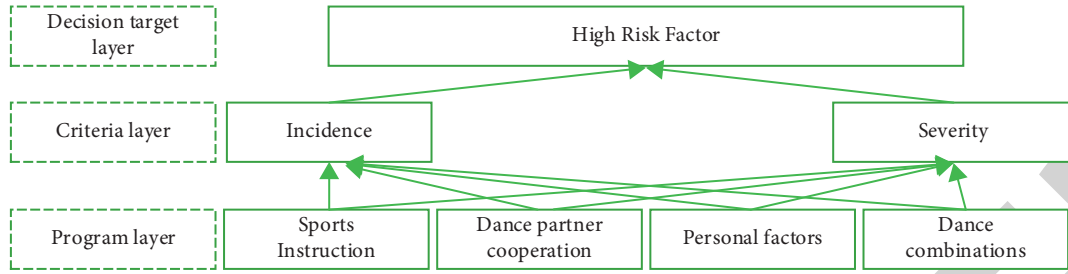 Decision target
layer
High Risk Factor
Criteria layer
Incidence
Severity
Program layer
Sports
Instruction
Dance partner
cooperation
Personal factors
Dance
combinations